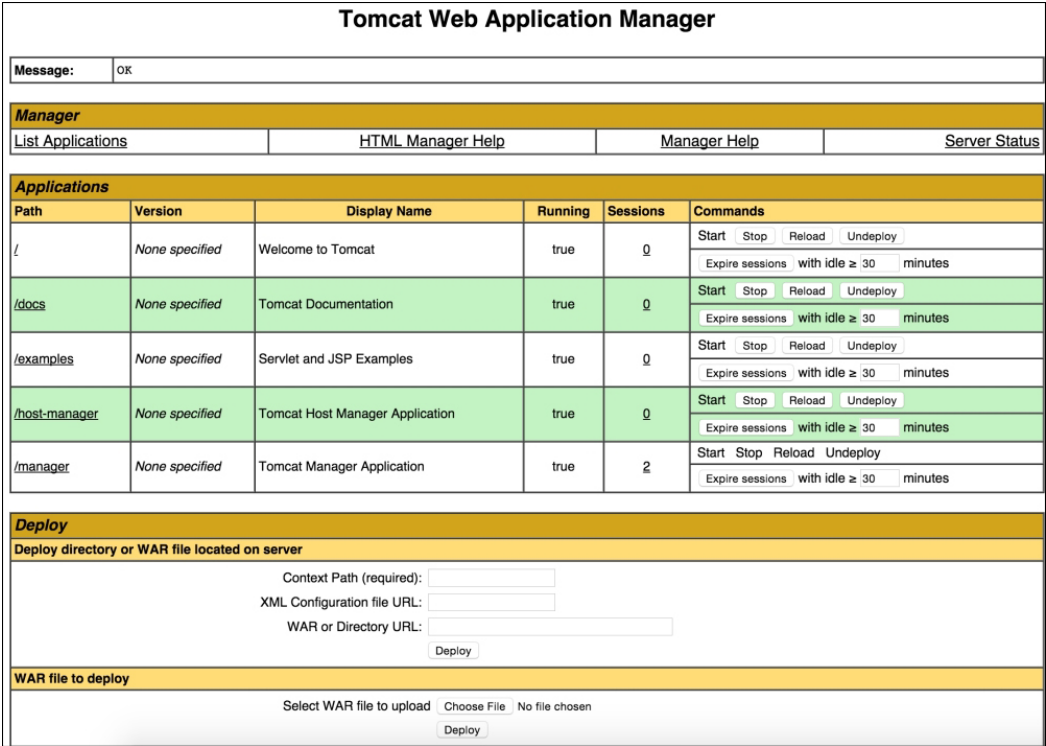 Tomcat Web Application Manager
Message: OK
Manager
List Applications HTML Manager Help Manager Help Server Status
Applications
Path Version Display Name Running Sessions Commands
/ None specified Welcome to Tomcat true 0 Start Stop Reload Undeploy
Expire sessions with idle ≥ 30 minutes
/docs None specified Tomcat Documentation true 0 Start Stop Reload Undeploy
Expire sessions with idle ≥ 30 minutes
/examples None specified Servlet and JSP Examples true 0 Start Stop Reload Undeploy
Expire sessions with idle ≥ 30 minutes
/host-manager None specified Tomcat Host Manager Application true 0 Start Stop Reload Undeploy
Expire sessions with idle ≥ 30 minutes
/manager None specified Tomcat Manager Application true 2 Start Stop Reload Undeploy
Expire sessions with idle ≥ 30 minutes
Deploy
Deploy directory or WAR file located on server
Context Path (required):
XML Configuration file URL:
WAR or Directory URL:
Deploy
WAR file to deploy
Select WAR file to upload Choose File No file chosen
Deploy